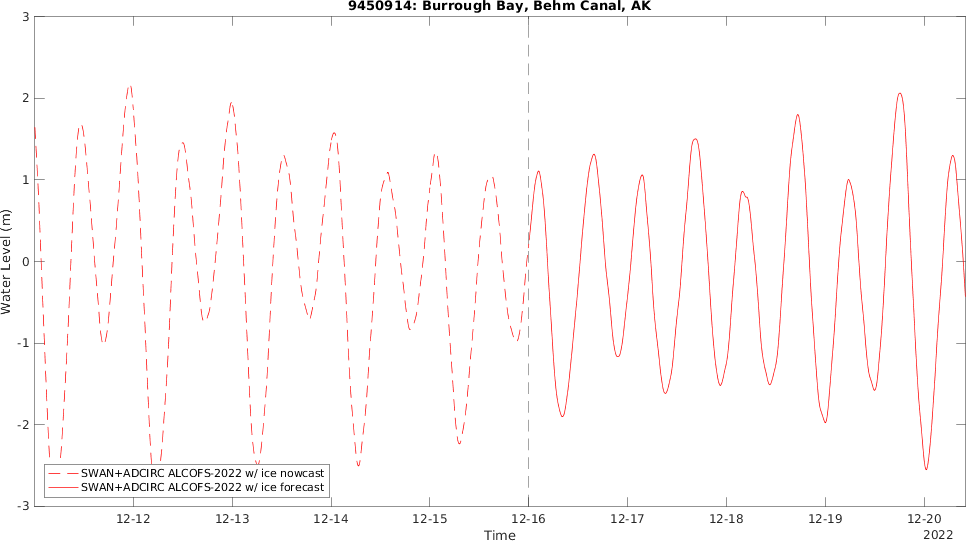 9450914: Burrough Bay, Behm Canal, AK
3
2
1
0
-1
-2
-3
Water Level (m)
SWAN+ADCIRC ALCOFS-2022 w/ ice nowcast
SWAN+ADCIRC ALCOFS-2022 w/ ice forecast
12-12 12-13 12-14 12-15 12-16 12-17 12-18 12-19 12-20
Time
2022